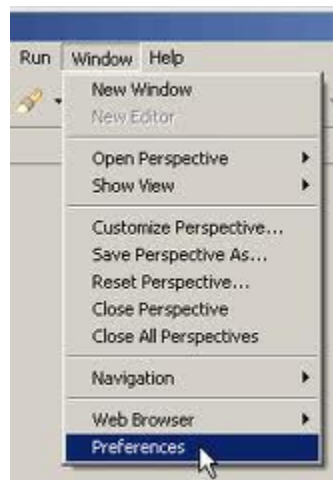 Run Window Help
New Window
New Editor
Open Perspective
Show View
Customize Perspective...
Save Perspective As...
Reset Perspective...
Close Perspective
Close All Perspectives
Navigation
Web Browser
Preferences